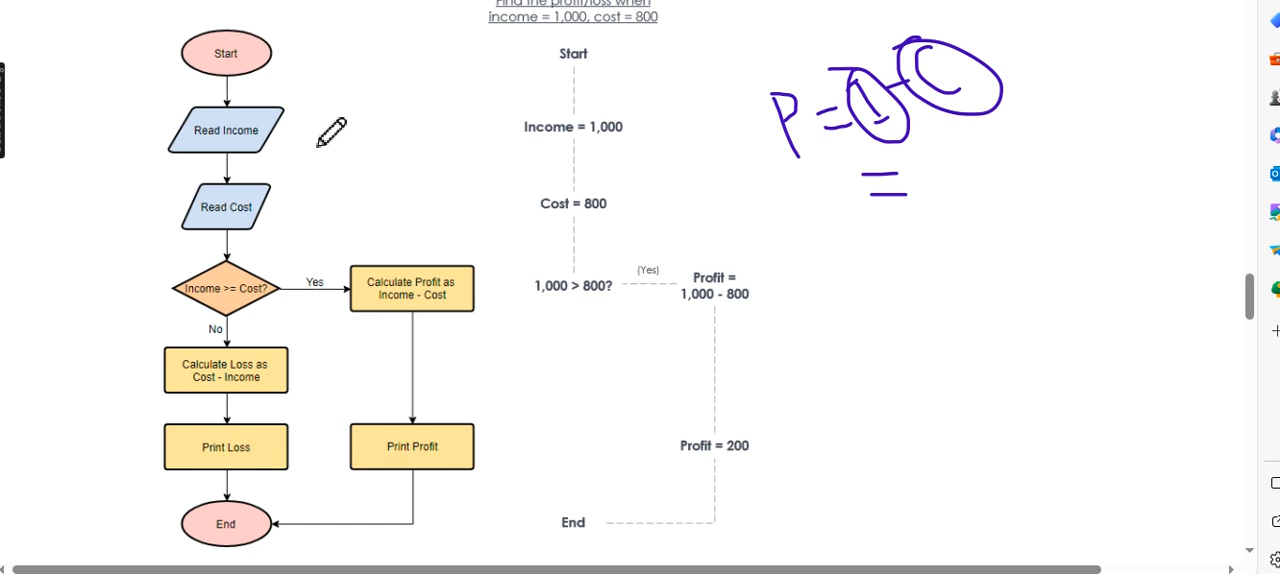 Find the profit/loss when
income = 1,000, cost = 800
Start
Read Income
Read Cost
Income >= Cost?
Yes
Calculate Profit as
Income - Cost
No
Calculate Loss as
Cost - Income
Print Loss
Print Profit
End
Start
Income = 1,000
Cost = 800
1,000 > 800?
(Yes)
Profit =
1,000 - 800
Profit = 200
End
P = I - C
=